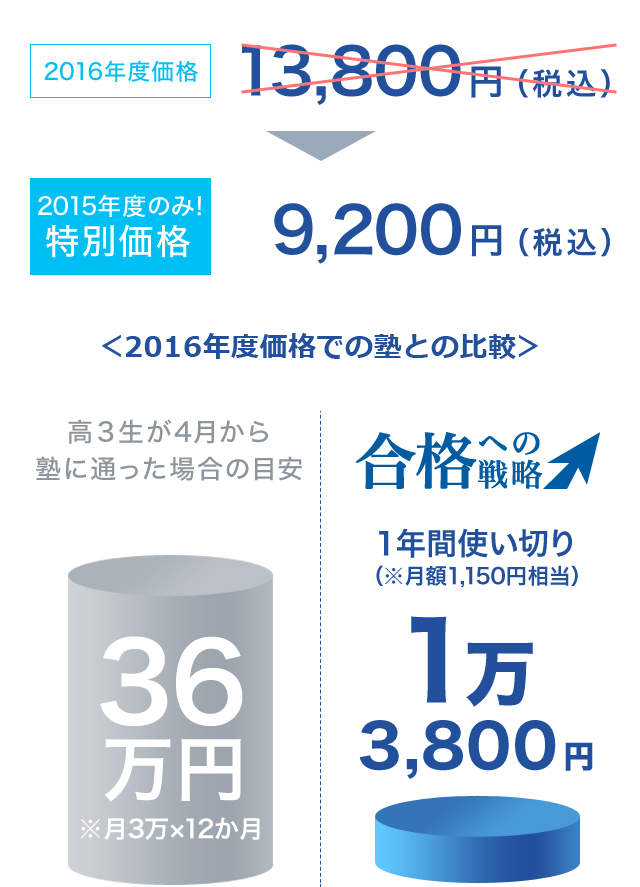 2016年度価格
13,800円（税込）
2015年度のみ!
特別価格
9,200円（税込）
＜2016年度価格での塾との比較＞
高３生が4月から
塾に通った場合の目安
36
万円
※月3万×12か月
合格への
戦略
1年間使い切り
（※月額1,150円相当）
1万
3,800円